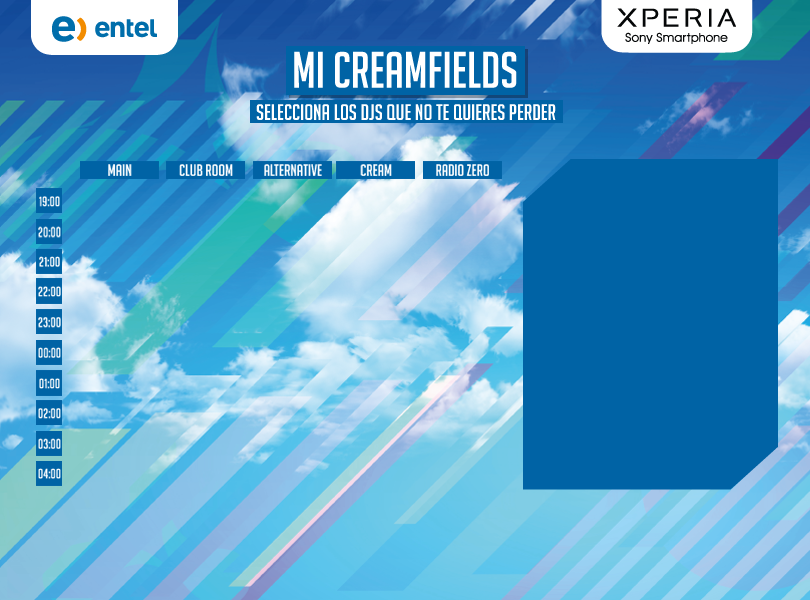 entel
XPERIA
Sony Smartphone
MI CREAMFIELDS
SELECCIONA LOS DJS QUE NO TE QUIERES PERDER
MAIN CLUB ROOM ALTERNATIVE CREAM RADIO ZERO
19:00
20:00
21:00
22:00
23:00
00:00
01:00
02:00
03:00
04:00